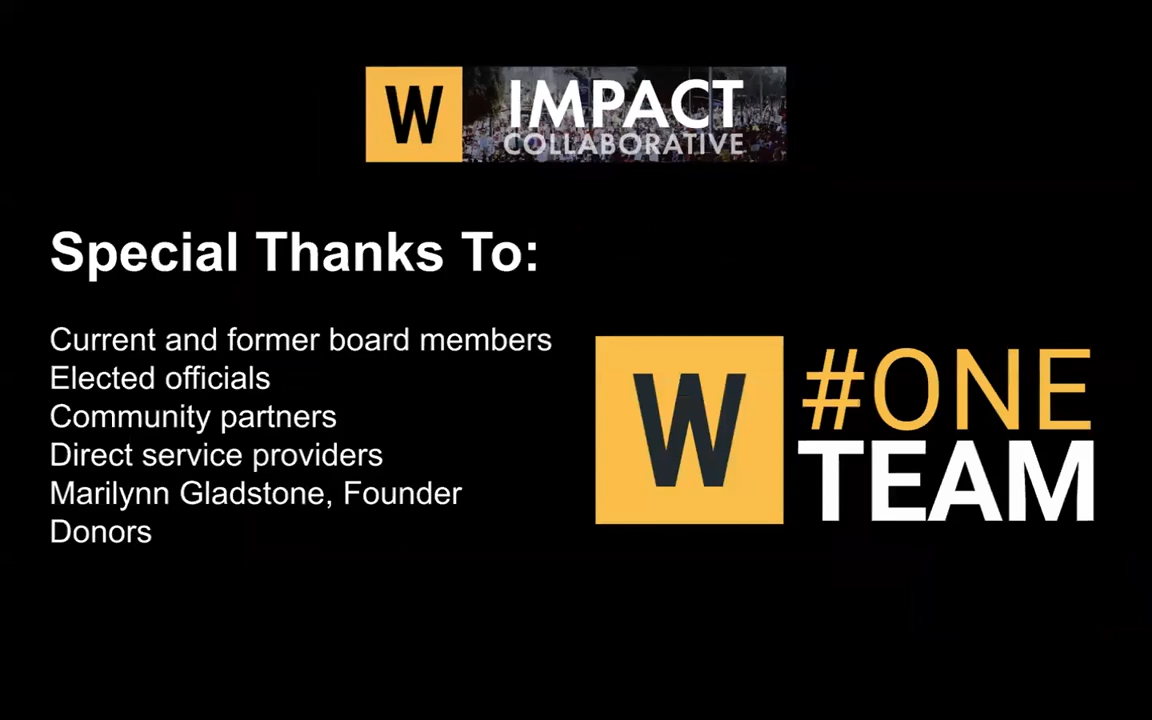 W
IMPACT
COLLABORATIVE
Special Thanks To:
Current and former board members
Elected officials
Community partners
Direct service providers
Marilynn Gladstone, Founder
Donors
W
#ONE
TEAM